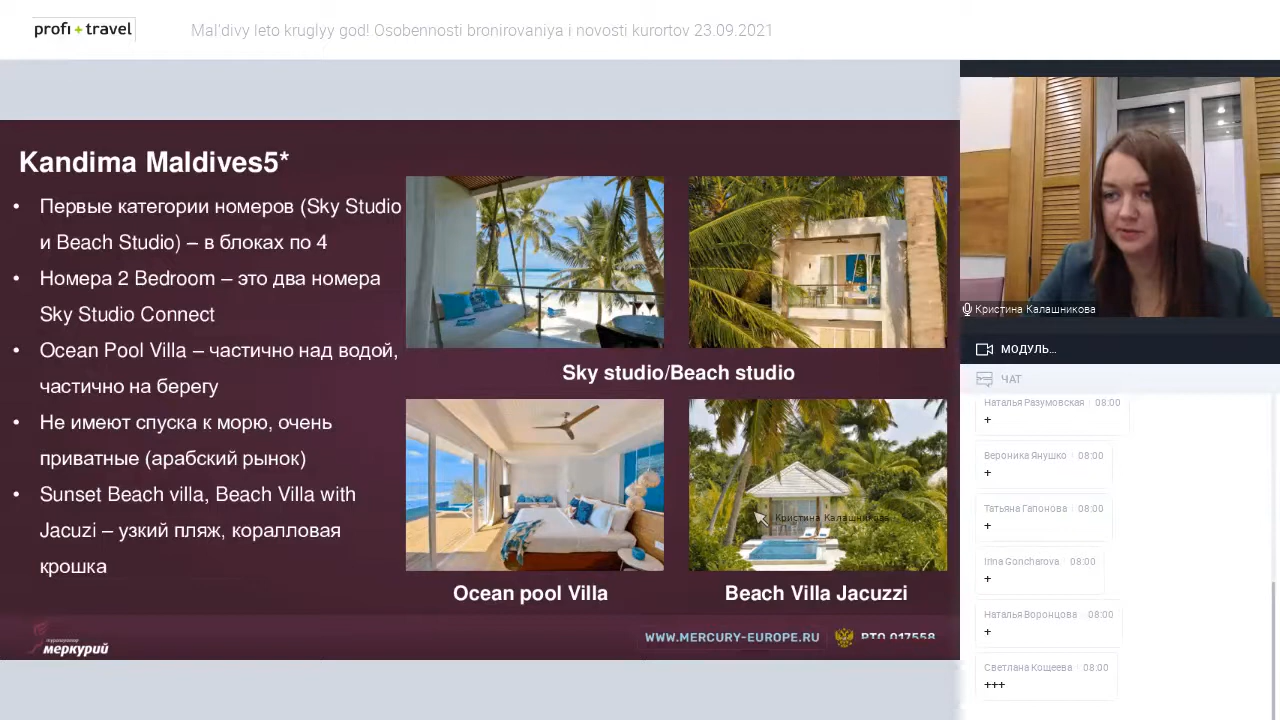 profi + travel
Mal'divy leto kruglyy god! Osobennosti bronirovaniya i novosti kurortov 23.09.2021
Kandima Maldives5*
• Первые категории номеров (Sky Studio
и Beach Studio) – в блоках по 4
• Номера 2 Bedroom – это два номера
Sky Studio Connect
• Ocean Pool Villa – частично над водой,
частично на берегу
• Не имеют спуска к морю, очень
приватные (арабский рынок)
• Sunset Beach villa, Beach Villa with
Jacuzi – узкий пляж, коралловая
крошка
Sky studio/Beach studio
Кристина Калашникова
Ocean pool Villa
Beach Villa Jacuzzi
туроператор
меркурий
WWW.MERCURY-EUROPE.RU
РТО 017558
Кристина Калашникова
МОДУЛЬ...
ЧАТ
Наталья Разумовская 08:00
+
Вероника Янушко 08:00
+
Татьяна Гапонова 08:00
+
Irina Goncharova 08:00
+
Наталья Воронцова 08:00
+
Светлана Кощеева 08:00
+++